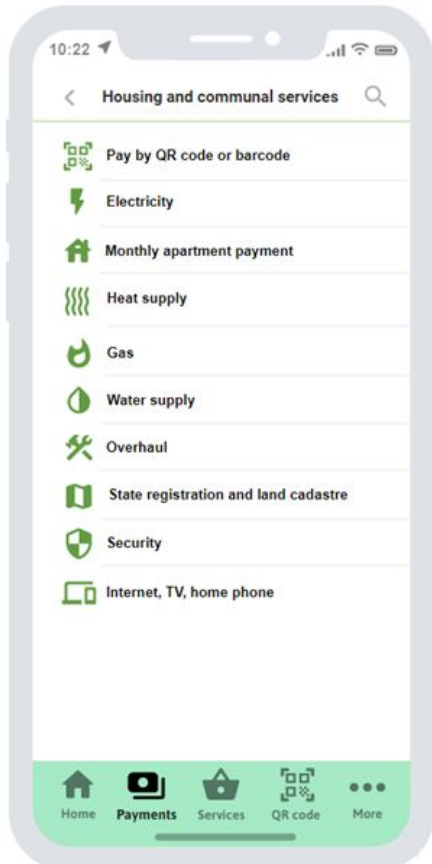 10:22
Housing and communal services
Pay by QR code or barcode
Electricity
Monthly apartment payment
Heat supply
Gas
Water supply
Overhaul
State registration and land cadastre
Security
Internet, TV, home phone
Home Payments Services QR code More